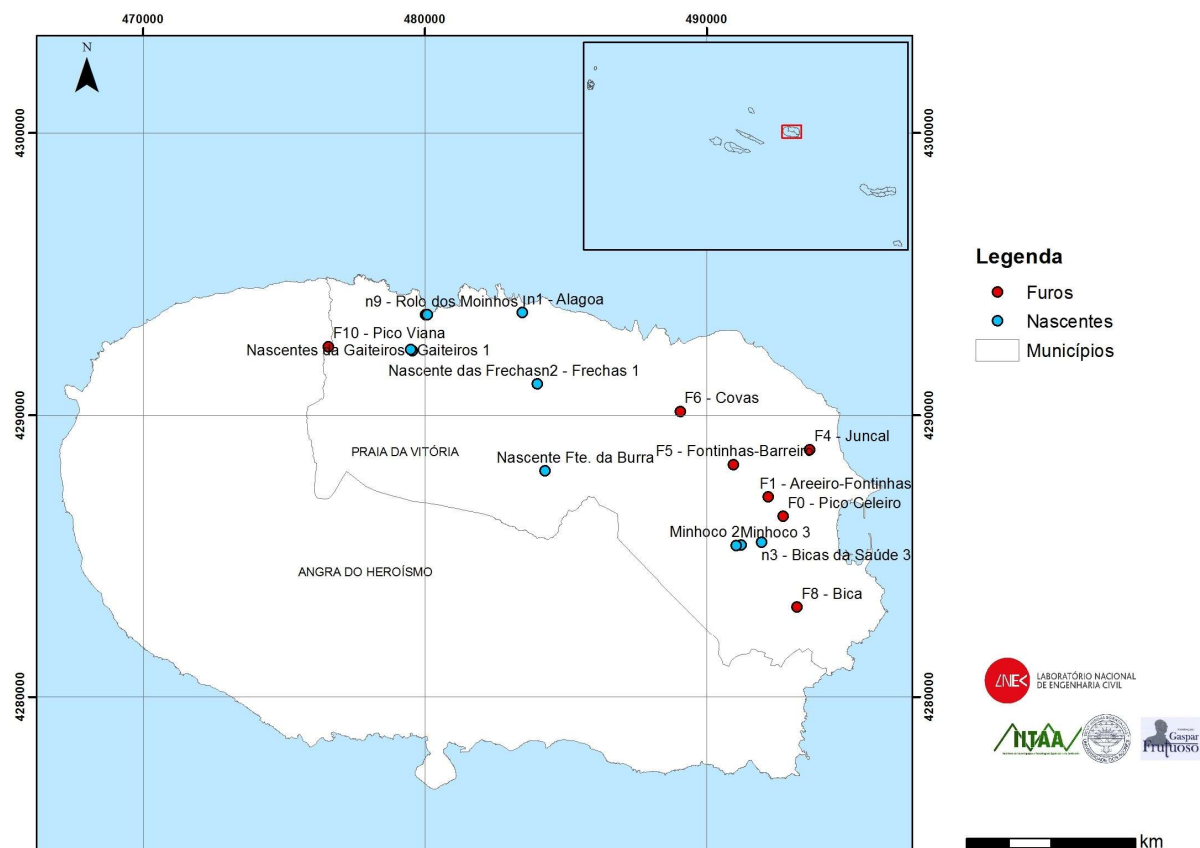 470000
480000
490000
N
4300000
4300000
n9 - Rolo dos Moinhos
n1 - Alagoa
F10 - Pico Viana
Nascentes da Gaiteiros
Gaiteiros 1
Nascente das Frechas
n2 - Frechas 1
F6 - Covas
4290000
4290000
F4 - Juncal
PRAIA DA VITÓRIA
Nascente Fte. da Burra
F5 - Fontinhas-Barreiro
F1 - Areeiro-Fontinhas
F0 - Pico Celeiro
Minhoco 2
Minhoco 3
n3 - Bicas da Saúde 3
ANGRA DO HEROÍSMO
F8 - Bica
4280000
4280000
Legenda
Furos
Nascentes
Municípios
LNEC
LABORATÓRIO NACIONAL
DE ENGENHARIA CIVIL
Gaspar
Frutuoso
km